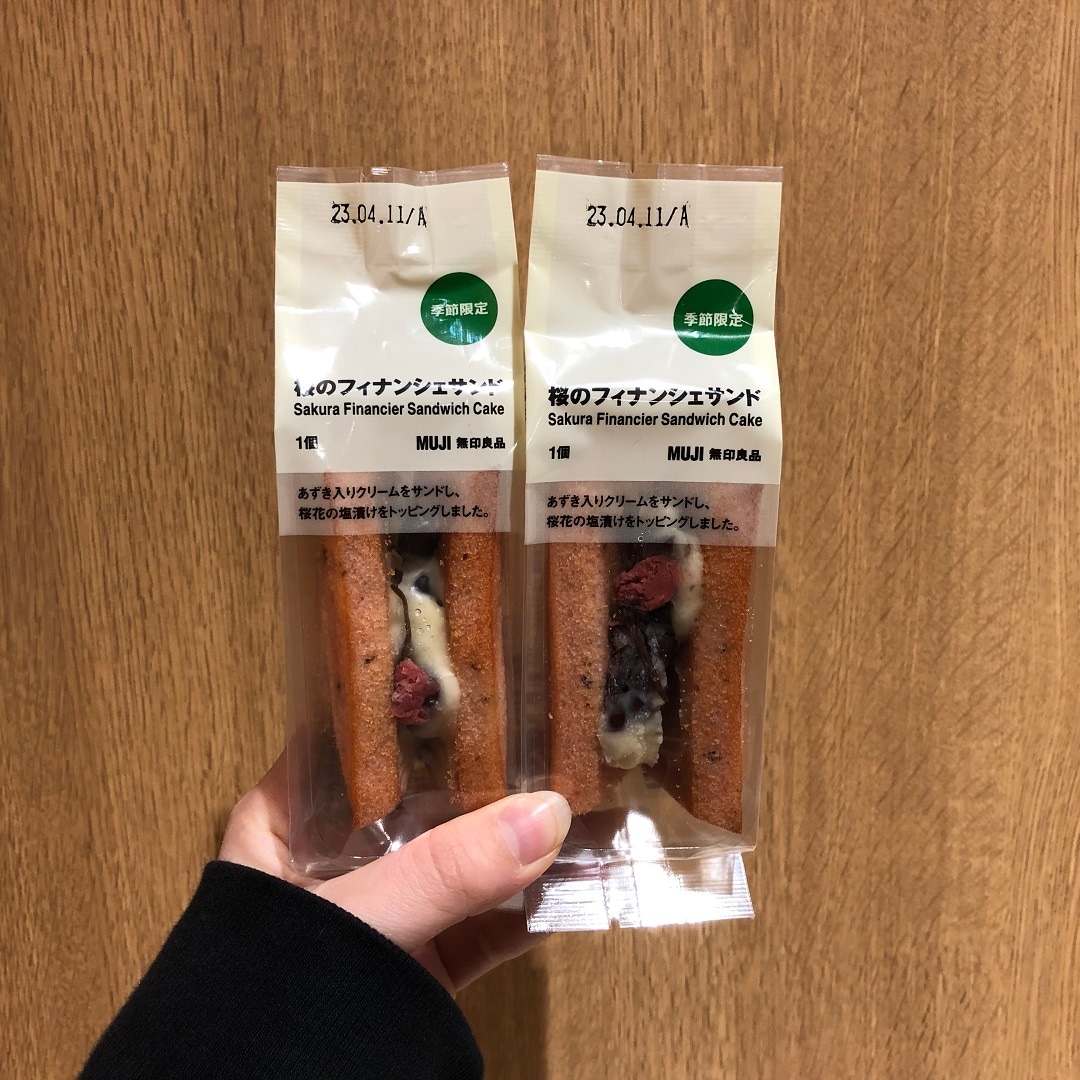 23.04.11/A
季節限定
桜のフィナンシェサンド
Sakura Financier Sandwich Cake
1個 MUJI 無印良品
あずき入りクリームをサンドし、
桜花の塩漬けをトッピングしました。
23.04.11/A
季節限定
桜のフィナンシェサンド
Sakura Financier Sandwich Cake
1個 MUJI 無印良品
あずき入りクリームをサンドし、
桜花の塩漬けをトッピングしました。